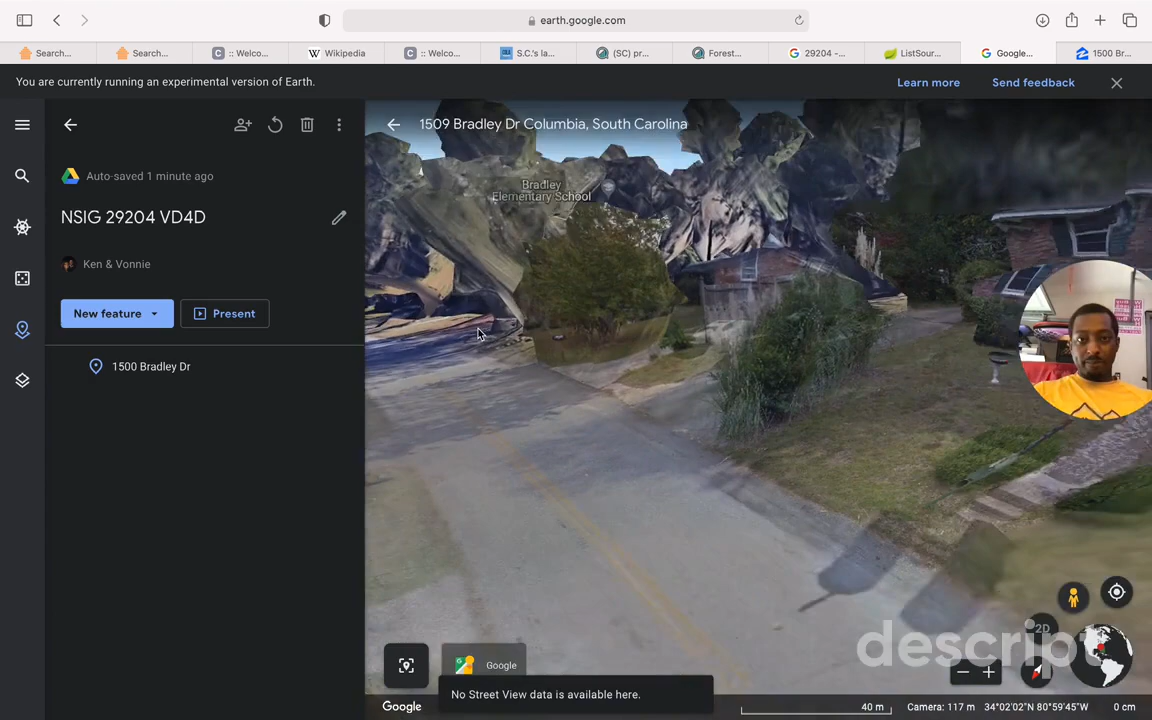 earth.google.com
Search...
Search...
C
:: Welco...
W
Wikipedia
C
:: Welco...
S.C.'s la...
(SC) pr...
Forest...
G
29204 -...
ListSour...
G
Google...
Z
1500 Br...
You are currently running an experimental version of Earth.
Learn more
Send feedback
Auto-saved 1 minute ago
NSIG 29204 VD4D
Ken & Vonnie
New feature
Present
1500 Bradley Dr
1509 Bradley Dr Columbia, South Carolina
Bradley
Elementary School
2D
descript
Google
No Street View data is available here.
Google
40 m
Camera: 117 m
34°02'02"N 80°59'45"W
0 cm